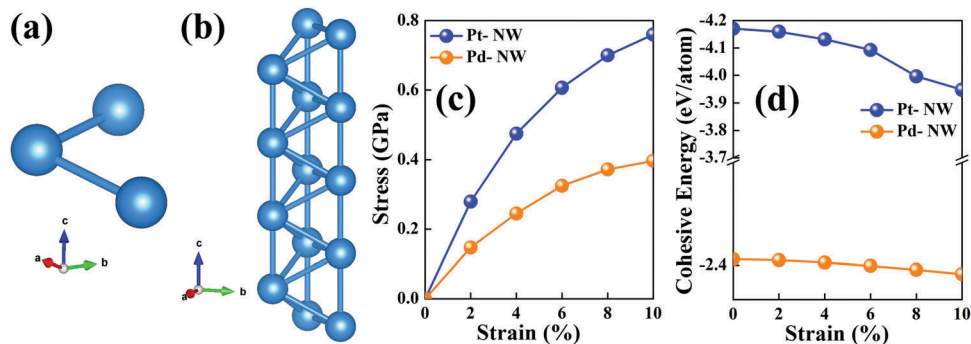 (a)
c
a
b
(b)
c
a
b
(c)
Pt- NW
Pd- NW
Stress (GPa)
0.8
0.6
0.4
0.2
0.0
0
2
4
6
8
10
Strain (%)
(d)
Pt- NW
Pd- NW
Cohesive Energy (eV/atom)
-4.2
-4.1
-4.0
-3.9
-3.8
-3.7
-2.4
0
2
4
6
8
10
Strain (%)